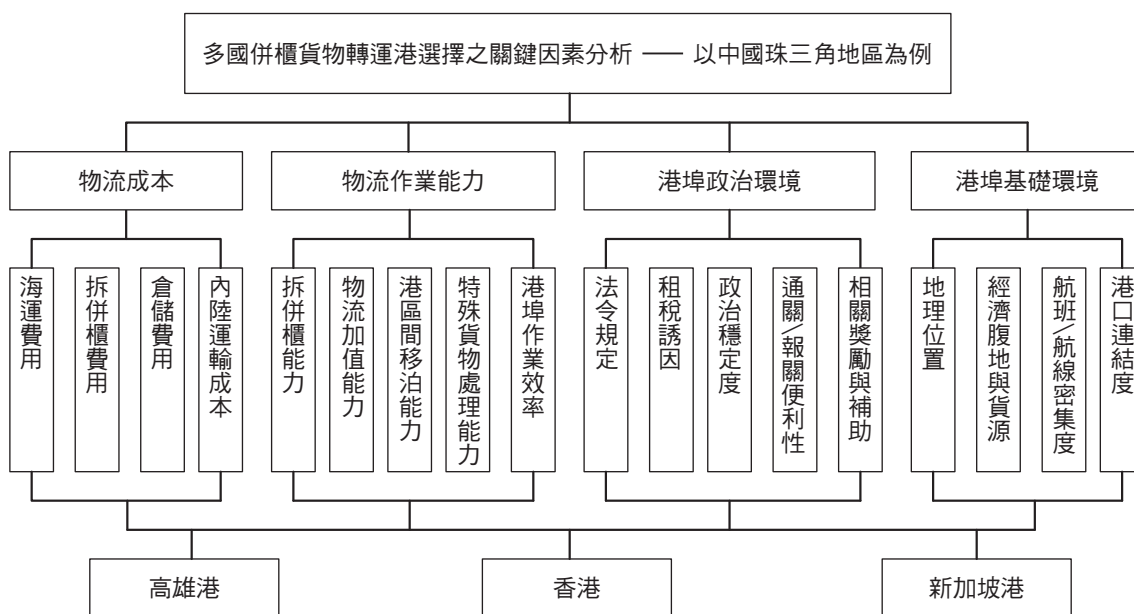 多國併櫃貨物轉運港選擇之關鍵因素分析 —— 以中國珠三角地區為例
物流成本
物流作業能力
港埠政治環境
港埠基礎環境
海運費用
拆併櫃費用
倉儲費用
內陸運輸成本
拆併櫃能力
物流加值能力
港區間移泊能力
特殊貨物處理能力
港埠作業效率
法令規定
租稅誘因
政治穩定度
通關\報關便利性
相關獎勵與補助
地理位置
經濟腹地與貨源
航班\航線密集度
港口連結度
高雄港
香港
新加坡港